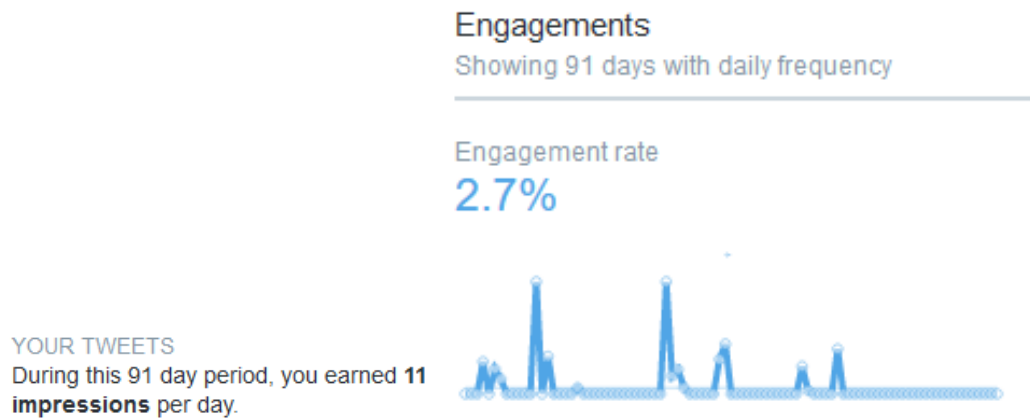 Engagements
Showing 91 days with daily frequency
Engagement rate
2.7%
YOUR TWEETS
During this 91 day period, you earned 11
impressions per day.